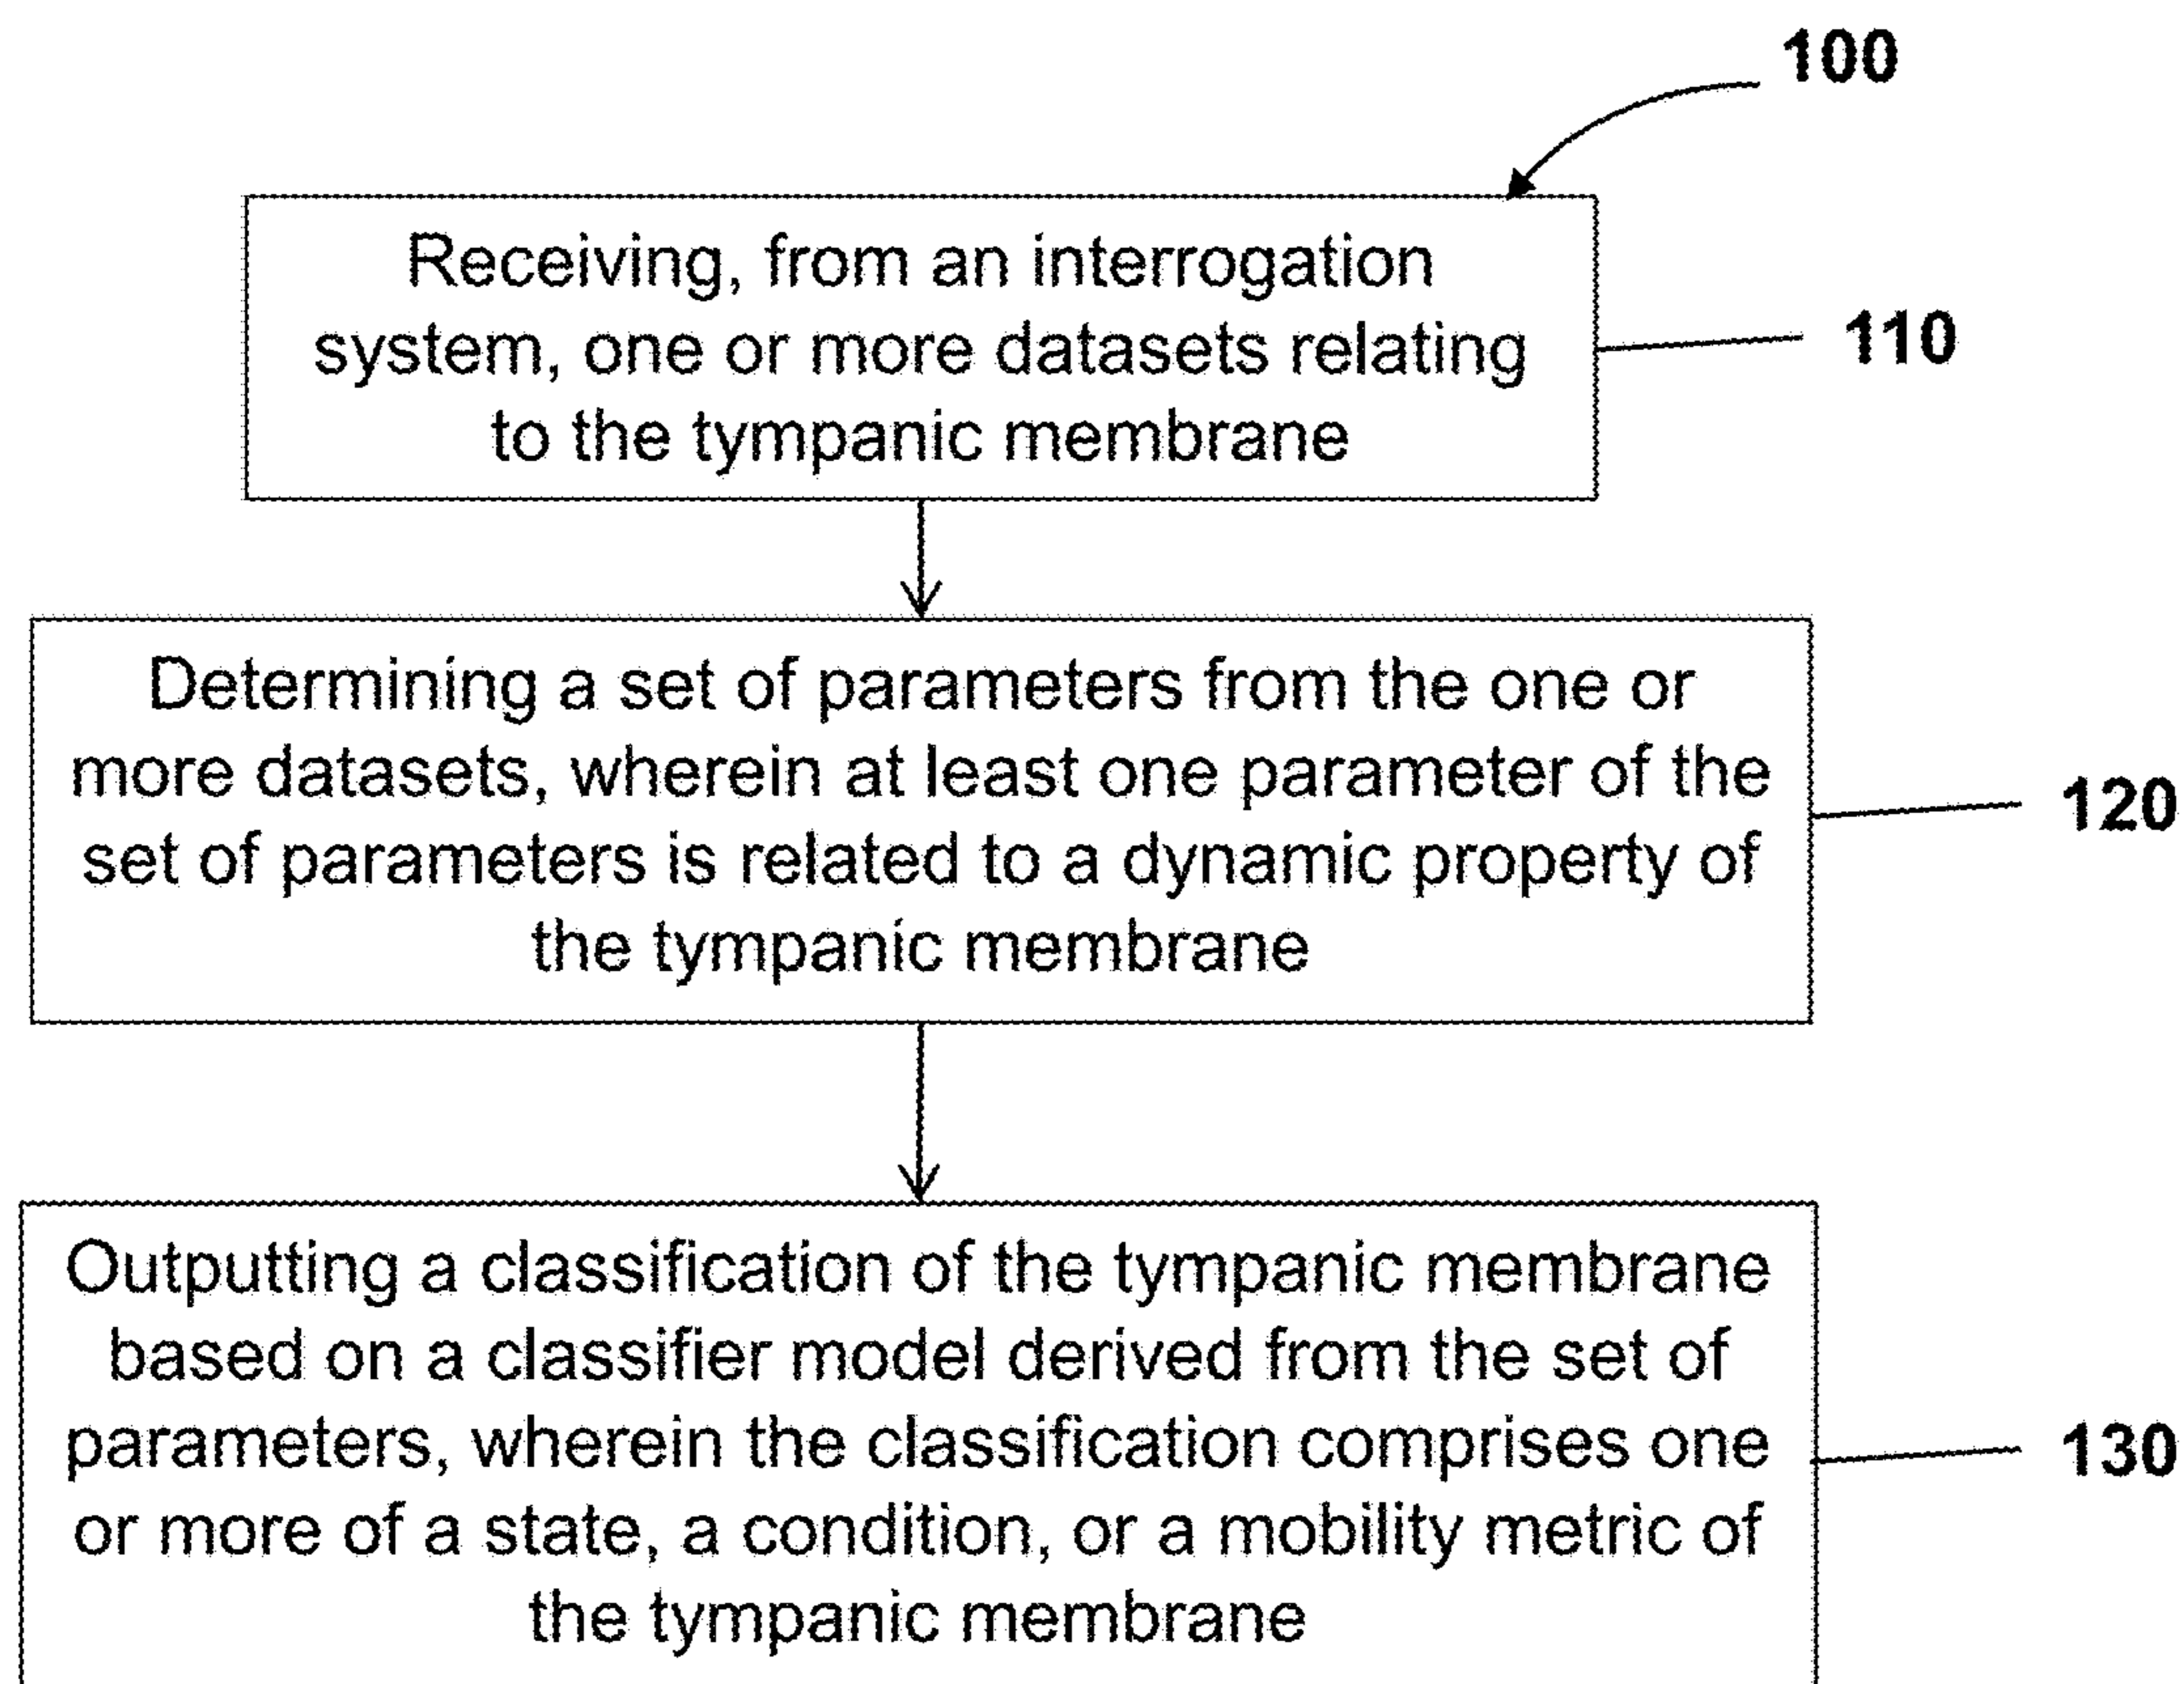 100
Receiving, from an interrogation
system, one or more datasets relating
to the tympanic membrane
110
Determining a set of parameters from the one or
more datasets, wherein at least one parameter of the
set of parameters is related to a dynamic property of
the tympanic membrane
120
Outputting a classification of the tympanic membrane
based on a classifier model derived from the set of
parameters, wherein the classification comprises one
or more of a state, a condition, or a mobility metric of
the tympanic membrane
130